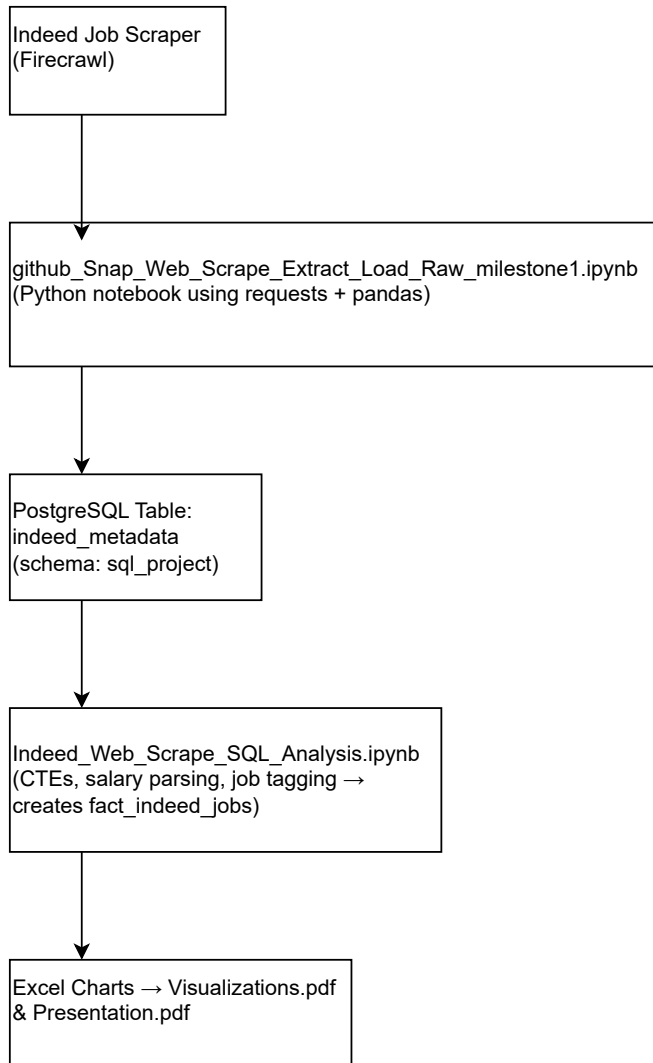 Indeed Job Scraper
(Firecrawl)
github_Snap_Web_Scrape_Extract_Load_Raw_milestone1.ipynb
(Python notebook using requests + pandas)
PostgreSQL Table:
indeed_metadata
(schema: sql_project)
Indeed_Web_Scrape_SQL_Analysis.ipynb
(CTEs, salary parsing, job tagging →
creates fact_indeed_jobs)
Excel Charts → Visualizations.pdf
& Presentation.pdf